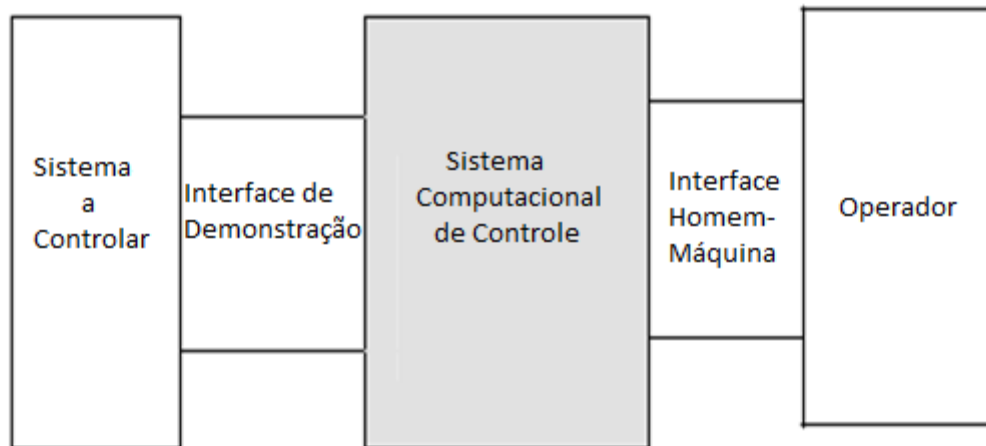 Sistema
a
Controlar
Interface de
Demonstração
Sistema
Computacional
de Controle
Interface
Homem-
Máquina
Operador